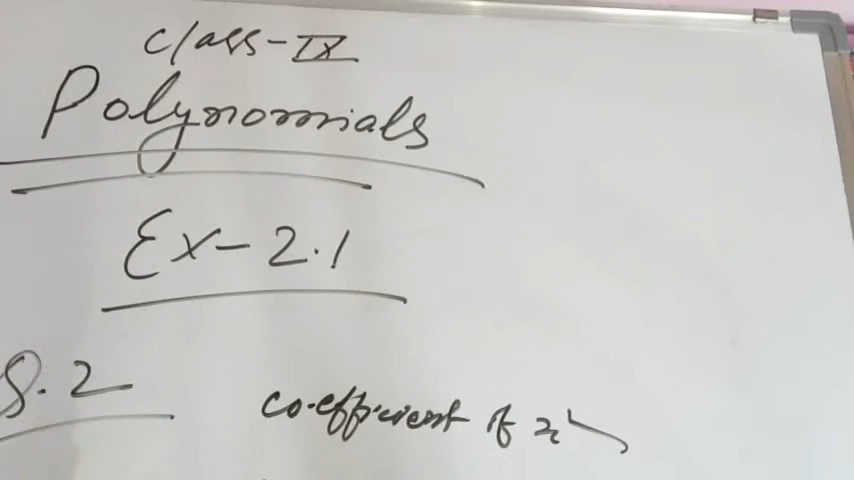 Class-IX
Polynomials
Ex-2.1
Q.2
co-efficient of x²